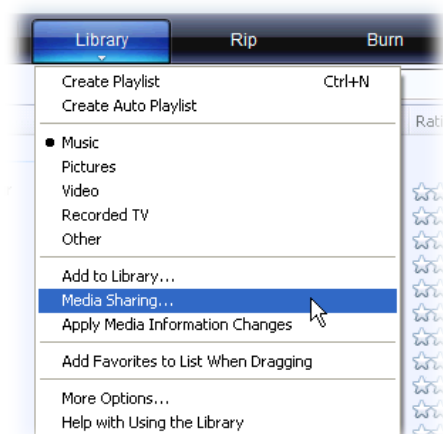 Library Rip Burn
Create Playlist Ctrl+N
Create Auto Playlist
Rati
Music
Pictures
Video
Recorded TV
Other
Add to Library...
Media Sharing...
Apply Media Information Changes
Add Favorites to List When Dragging
More Options...
Help with Using the Library